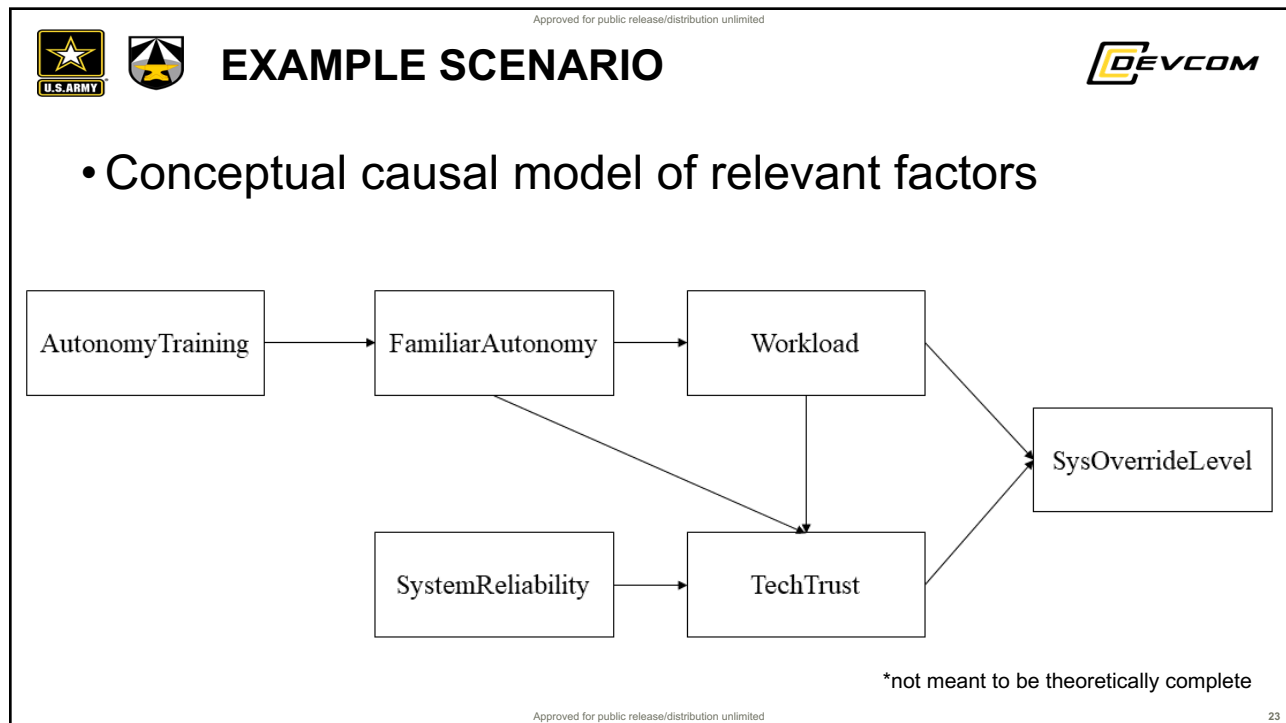 Approved for public release/distribution unlimited
U.S.ARMY
EXAMPLE SCENARIO
DEVCOM
• Conceptual causal model of relevant factors
AutonomyTraining
FamiliarAutonomy
Workload
SysOverrideLevel
SystemReliability
TechTrust
*not meant to be theoretically complete
Approved for public release/distribution unlimited
23